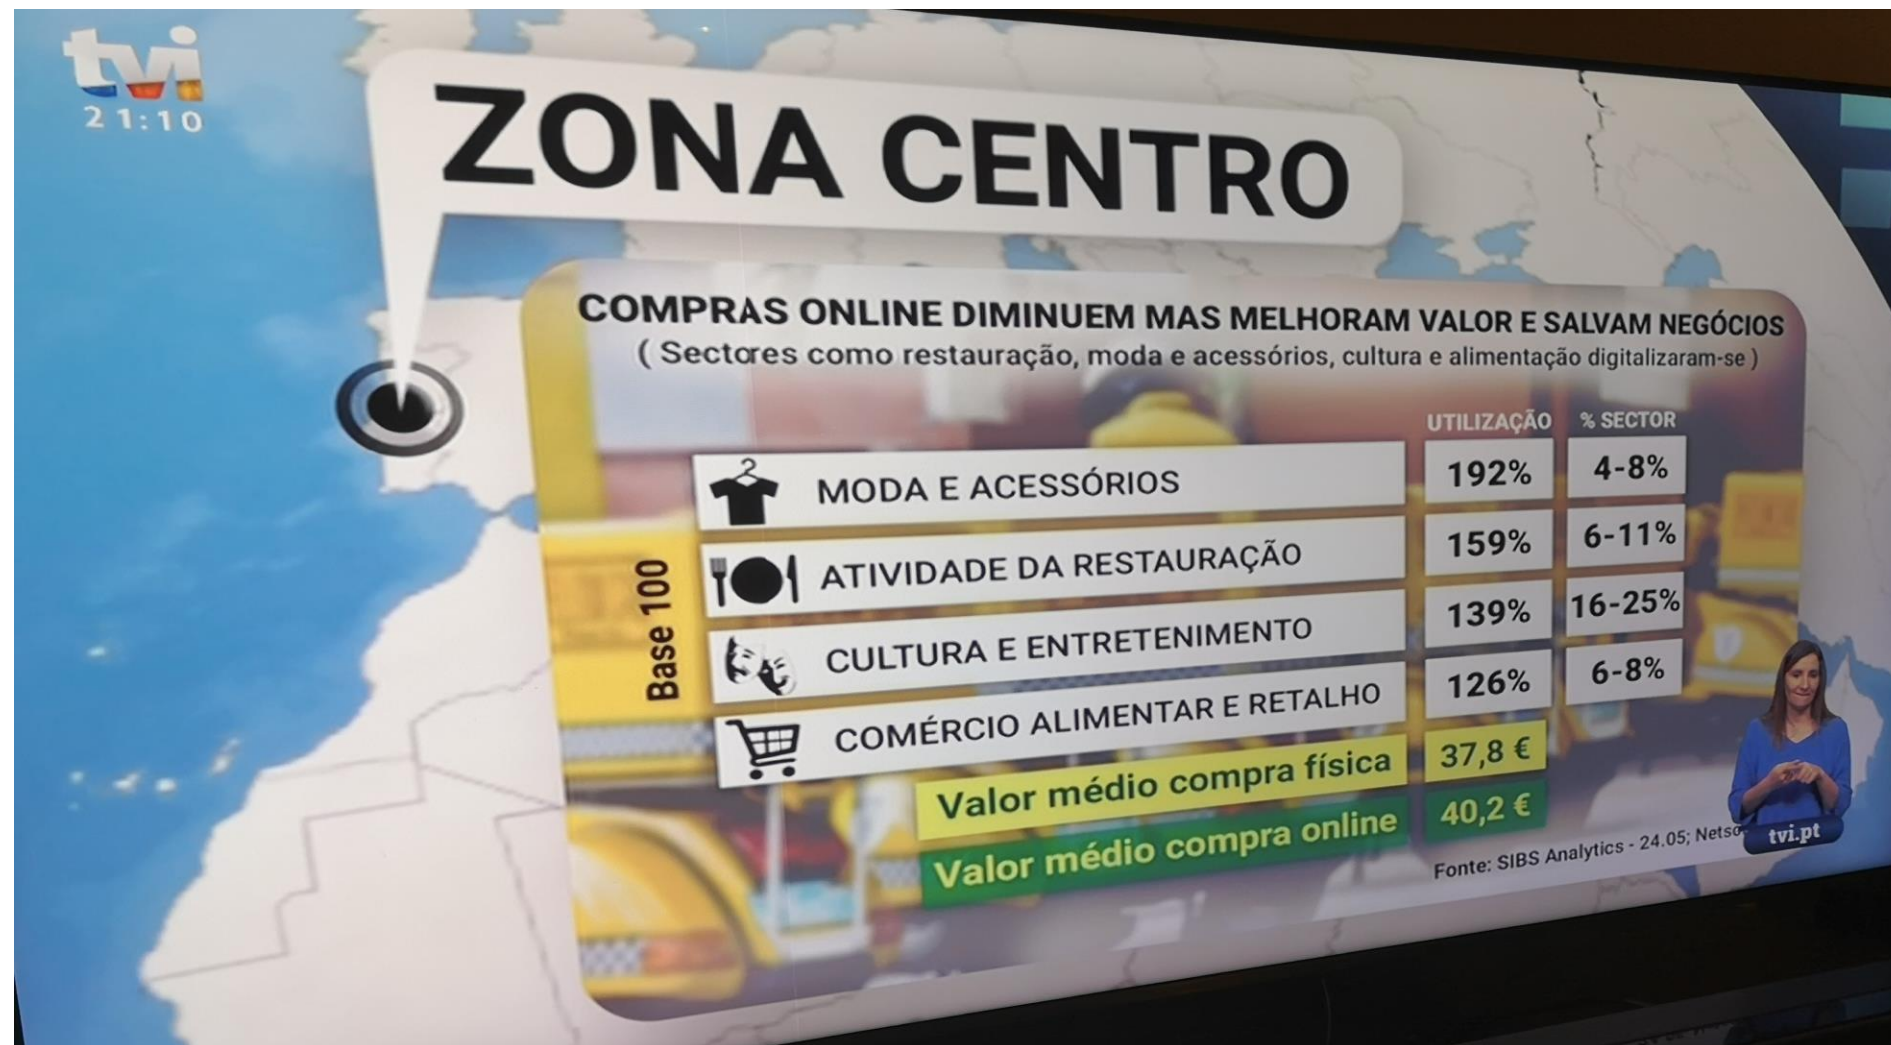 tvi
21:10
ZONA CENTRO
COMPRAS ONLINE DIMINUEM MAS MELHORAM VALOR E SALVAM NEGÓCIOS
( Sectores como restauração, moda e acessórios, cultura e alimentação digitalizaram-se )
UTILIZAÇÃO % SECTOR
Base 100
MODA E ACESSÓRIOS 192% 4-8%
ATIVIDADE DA RESTAURAÇÃO 159% 6-11%
CULTURA E ENTRETENIMENTO 139% 16-25%
COMÉRCIO ALIMENTAR E RETALHO 126% 6-8%
Valor médio compra física 37,8 €
Valor médio compra online 40,2 €
Fonte: SIBS Analytics - 24.05;
tvi.pt